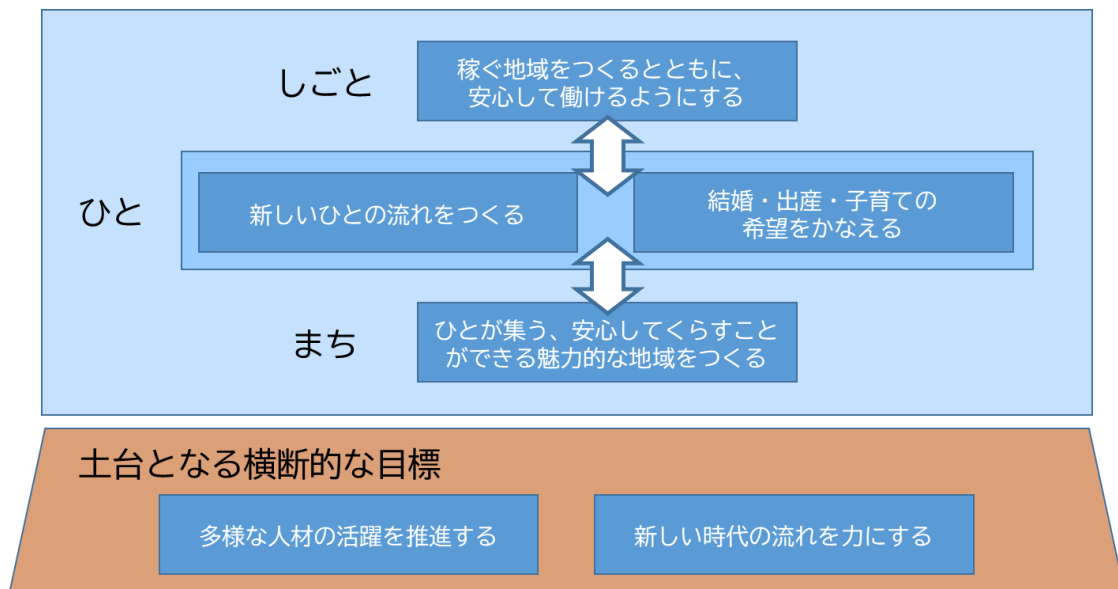 しごと
稼ぐ地域をつくるとともに、
安心して働けるようにする
ひと
新しいひとの流れをつくる
結婚・出産・子育ての
希望をかなえる
まち
ひとが集う、安心してくらすこと
ができる魅力的な地域をつくる
土台となる横断的な目標
多様な人材の活躍を推進する
新しい時代の流れを力にする